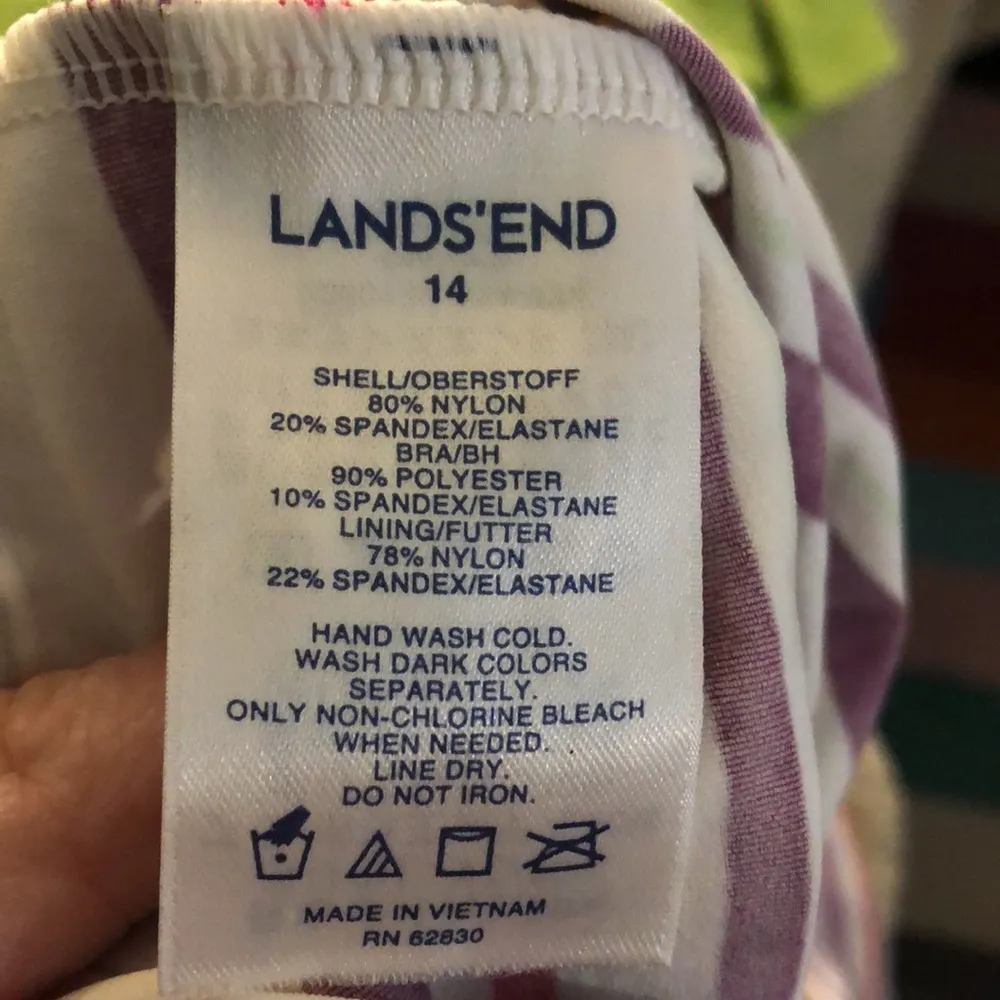 LANDS'END
14
SHELL/OBERSTOFF
80% NYLON
20% SPANDEX/ELASTANE
BRA/BH
90% POLYESTER
10% SPANDEX/ELASTANE
LINING/FUTTER
78% NYLON
22% SPANDEX/ELASTANE
HAND WASH COLD.
WASH DARK COLORS
SEPARATELY.
ONLY NON-CHLORINE BLEACH
WHEN NEEDED.
LINE DRY.
DO NOT IRON.
MADE IN VIETNAM
RN 62830